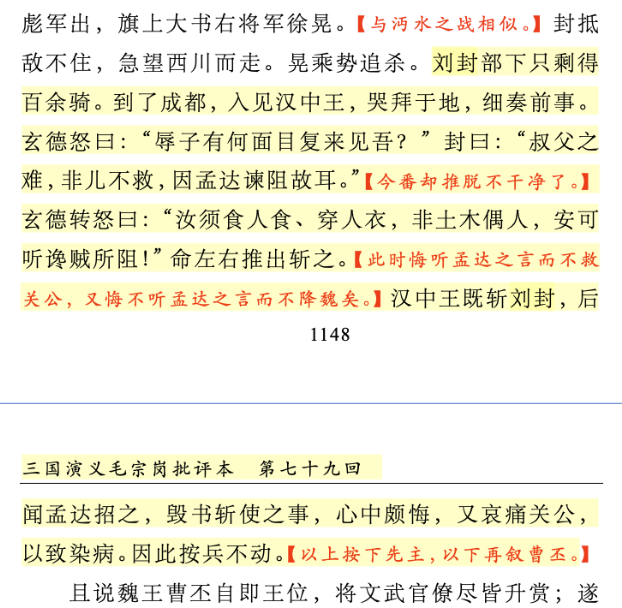 彪军出，旗上大书右将军徐晃。【与沔水之战相似。】封抵
敌不住，急望西川而走。晃乘势追杀。刘封部下只剩得
百余骑。到了成都，入见汉中王，哭拜于地，细奏前事。
玄德怒曰：“辱子有何面目复来见吾？”封曰：“叔父之
难，非儿不救，因孟达谏阻故耳。”【今番却推脱不干净了。】
玄德转怒曰：“汝须食人食、穿人衣，非土木偶人，安可
听谗贼所阻！”命左右推出斩之。【此时悔听孟达之言而不救
关公，又悔不听孟达之言而不降魏矣。】汉中王既斩刘封，后
1148
三国演义毛宗岗批评本 第七十九回
闻孟达招之，毁书斩使之事，心中颇悔，又哀痛关公，
以致染病。因此按兵不动。【以上按下先主，以下再叙曹丕。】
且说魏王曹丕自即王位，将文武官僚尽皆升赏；遂